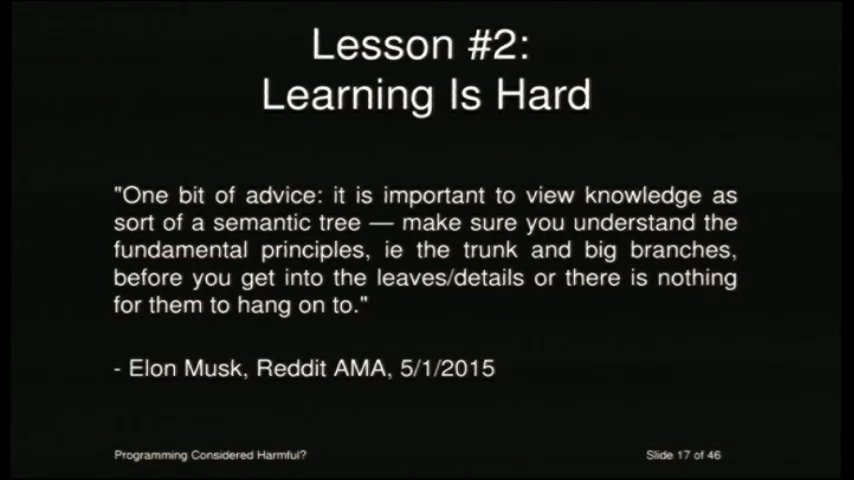 Lesson #2:
Learning Is Hard
"One bit of advice: it is important to view knowledge as
sort of a semantic tree — make sure you understand the
fundamental principles, ie the trunk and big branches,
before you get into the leaves/details or there is nothing
for them to hang on to."
- Elon Musk, Reddit AMA, 5/1/2015
Programming Considered Harmful?
Slide 17 of 46